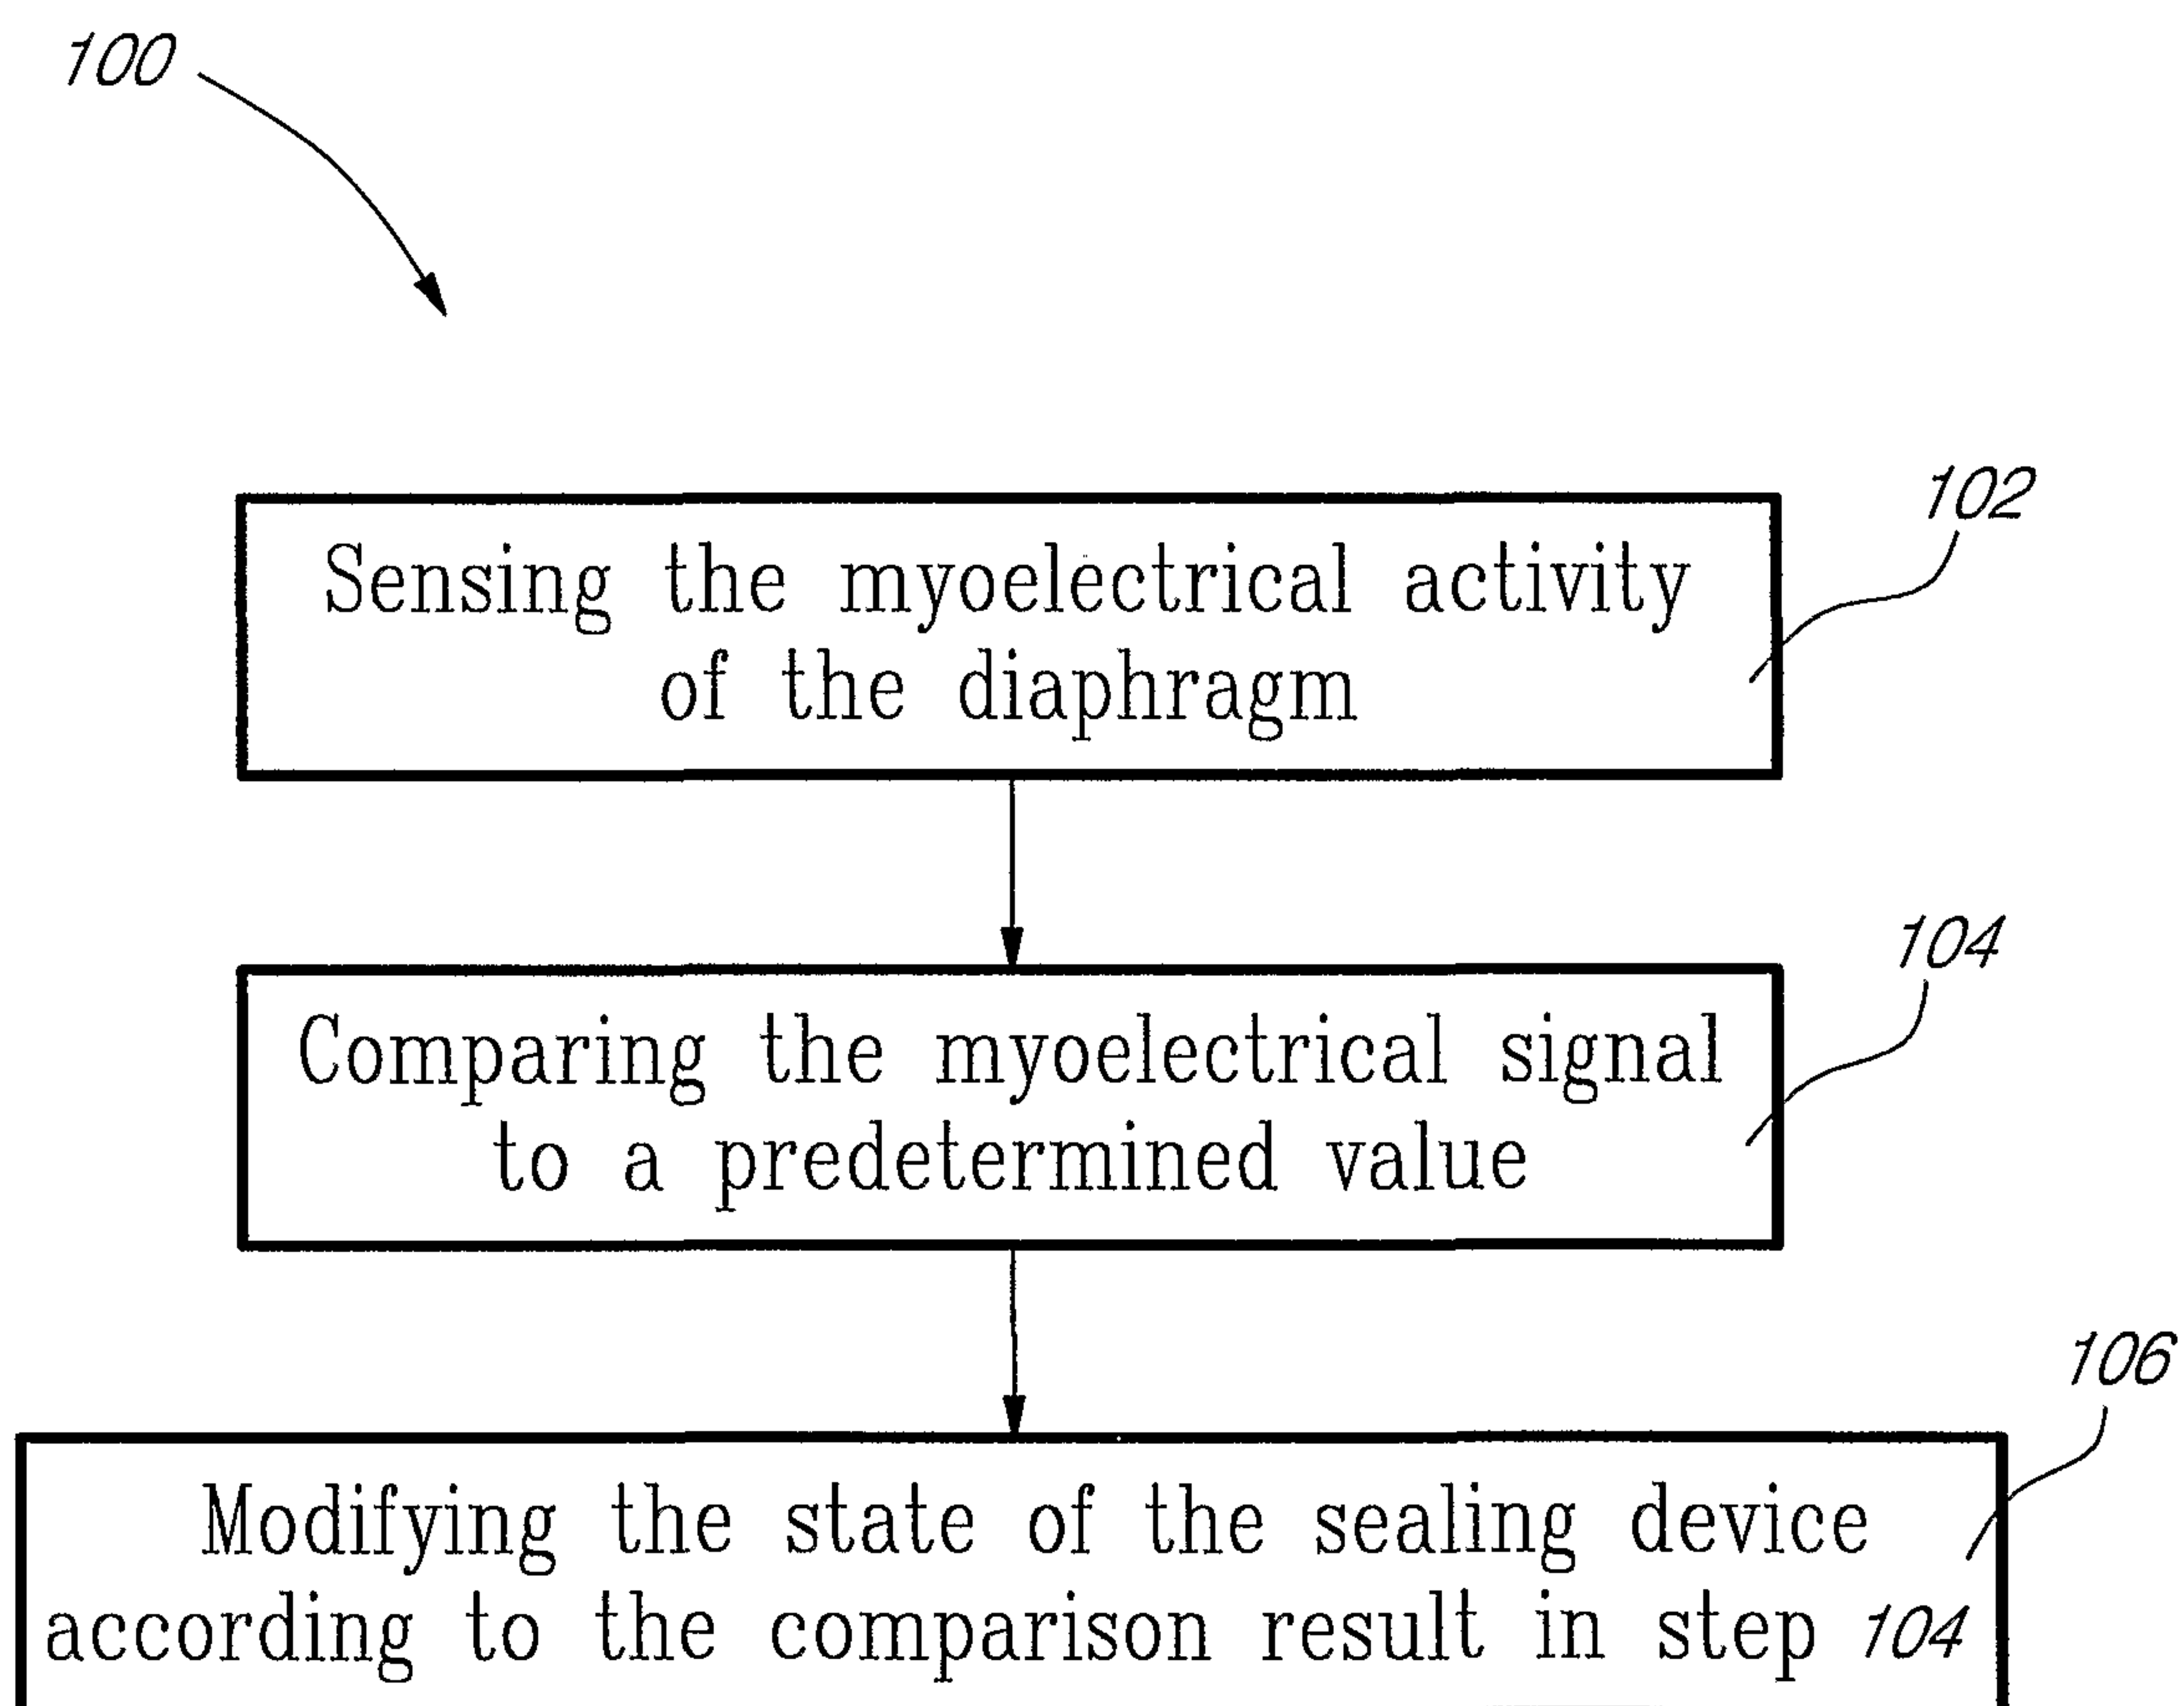 100
102
Sensing the myoelectrical activity
of the diaphragm
104
Comparing the myoelectrical signal
to a predetermined value
106
Modifying the state of the sealing device
according to the comparison result in step 104